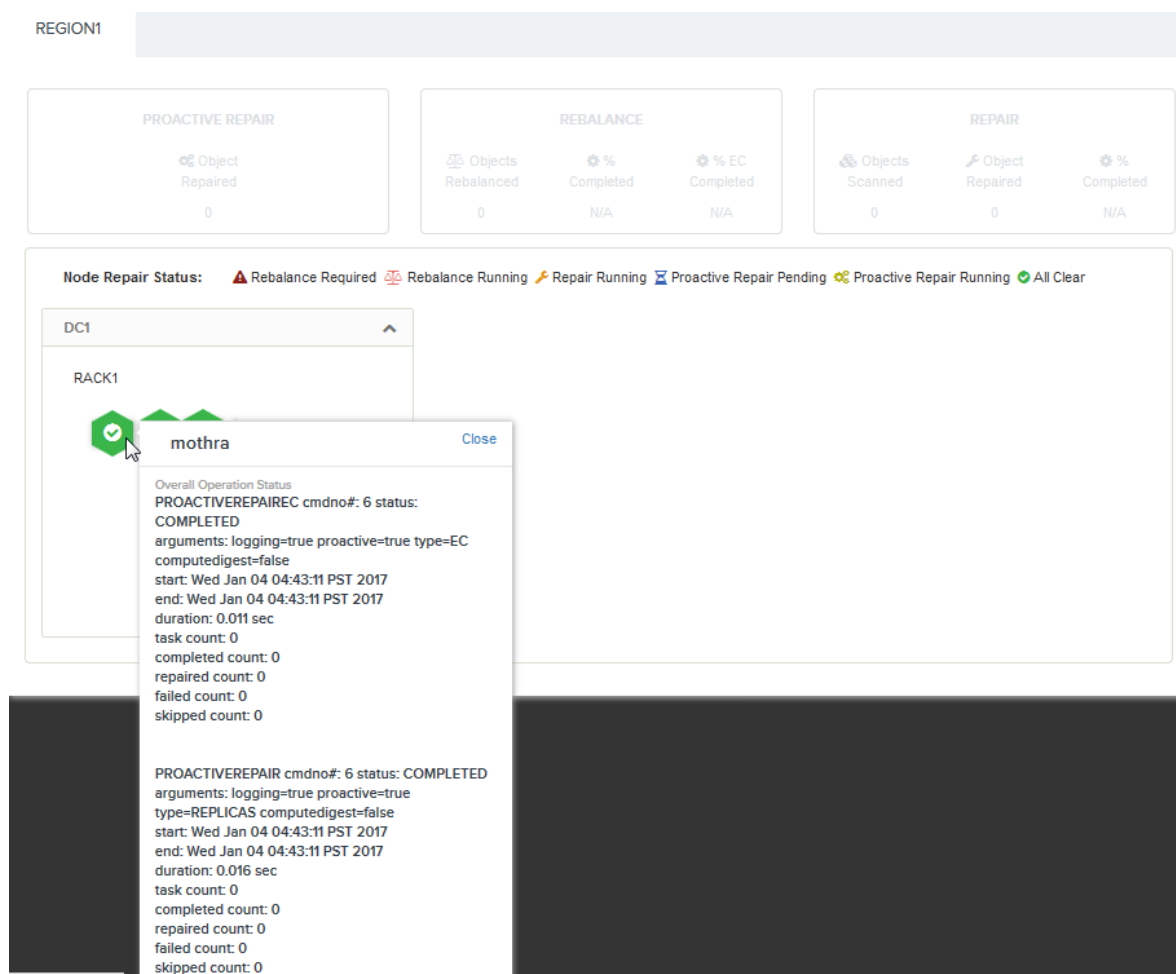 REGION1
PROACTIVE REPAIR
Object
Repaired
0
REBALANCE
Objects
Rebalanced
0
%
Completed
N/A
% EC
Completed
N/A
REPAIR
Objects
Scanned
0
Object
Repaired
0
%
Completed
N/A
Node Repair Status: Rebalance Required Rebalance Running Repair Running Proactive Repair Pending Proactive Repair Running All Clear
DC1
RACK1
mothra
Close
Overall Operation Status
PROACTIVEREPAIREC cmdno#: 6 status:
COMPLETED
arguments: logging=true proactive=true type=EC
computedigest=false
start: Wed Jan 04 04:43:11 PST 2017
end: Wed Jan 04 04:43:11 PST 2017
duration: 0.011 sec
task count: 0
completed count: 0
repaired count: 0
failed count: 0
skipped count: 0
PROACTIVEREPAIR cmdno#: 6 status: COMPLETED
arguments: logging=true proactive=true
type=REPLICAS computedigest=false
start: Wed Jan 04 04:43:11 PST 2017
end: Wed Jan 04 04:43:11 PST 2017
duration: 0.016 sec
task count: 0
completed count: 0
repaired count: 0
failed count: 0
skipped count: 0